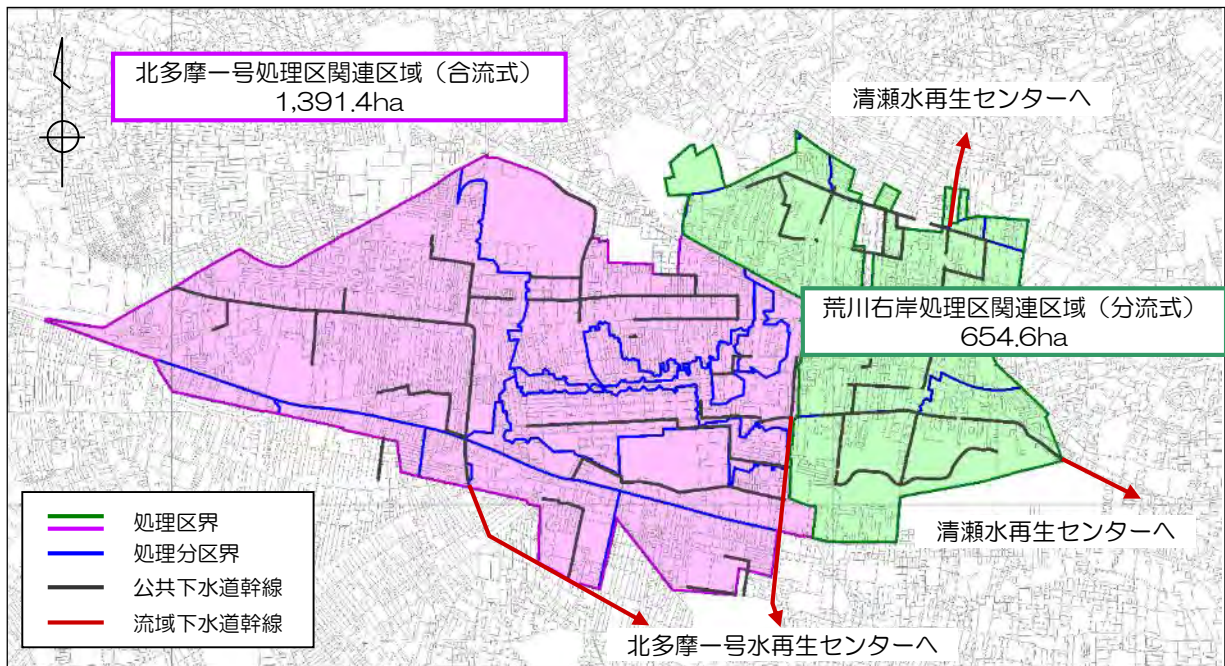 北多摩一号処理区関連区域（合流式）
1,391.4ha
清瀬水再生センターへ
荒川右岸処理区関連区域（分流式）
654.6ha
処理区界
処理分区界
公共下水道幹線
流域下水道幹線
清瀬水再生センターへ
北多摩一号水再生センターへ